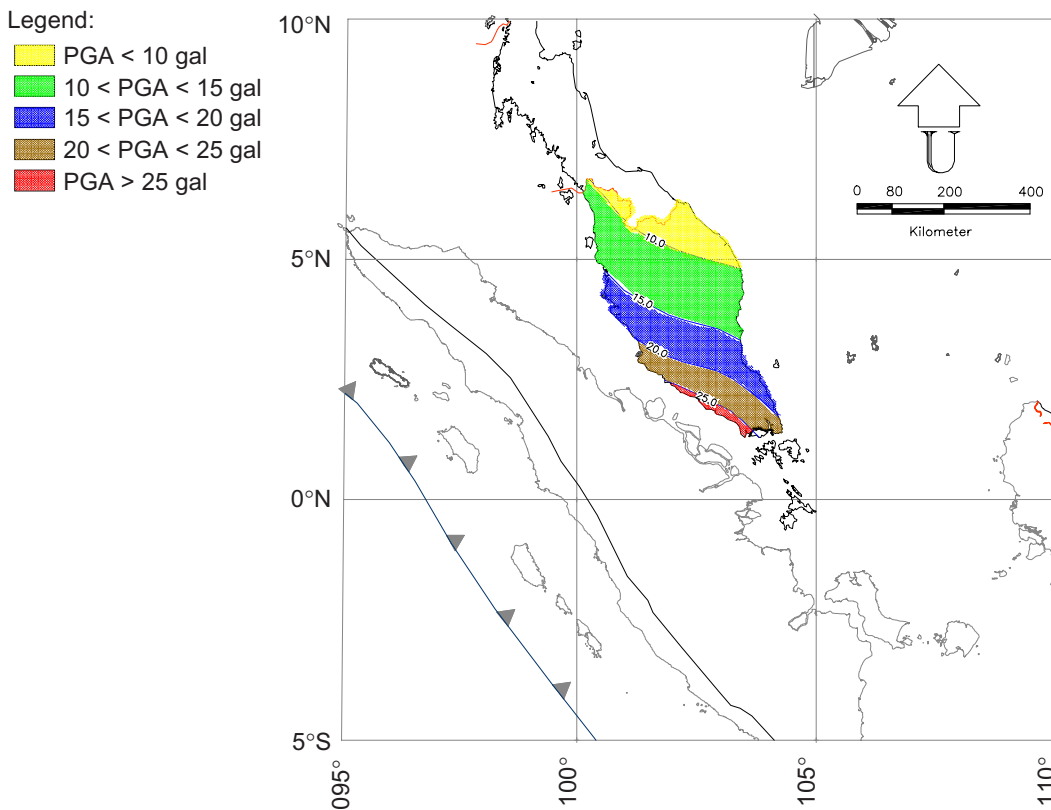 Legend:
PGA < 10 gal
10 < PGA < 15 gal
15 < PGA < 20 gal
20 < PGA < 25 gal
PGA > 25 gal
10°N
5°N
0°N
5°S
095°
100°
105°
110°
0 80 200 400
Kilometer
10.0
15.0
20.0
25.0